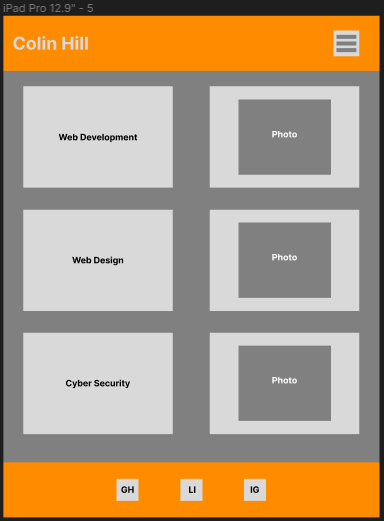 iPad Pro 12.9" - 5
Colin Hill
Web Development
Photo
Web Design
Photo
Cyber Security
Photo
GH
LI
IG